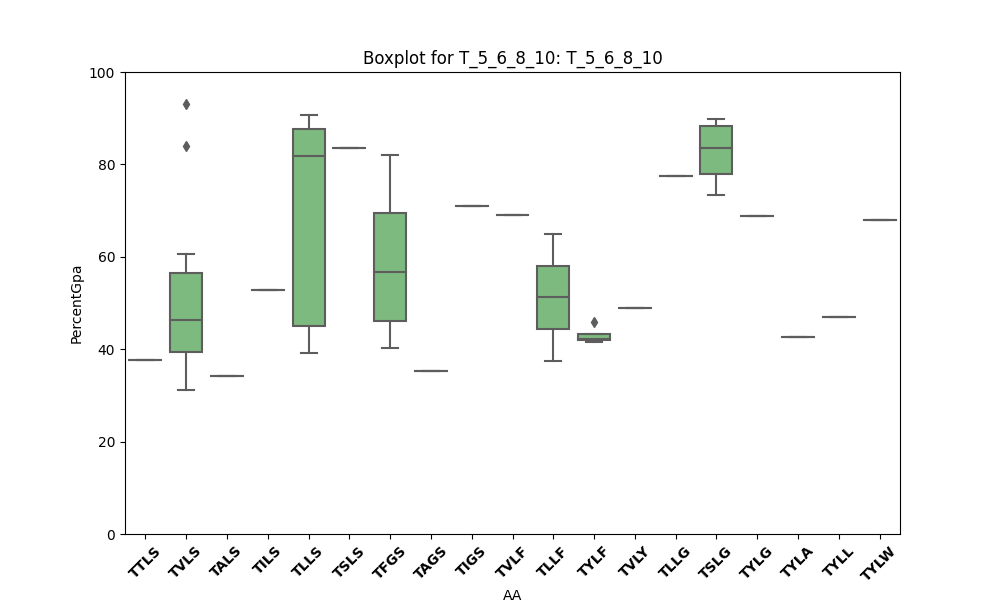 Boxplot for T_5_6_8_10: T_5_6_8_10
100
80
60
40
20
0
PercentGpa
TTLS TVLS TALS TILS TLLS TSLS TFGS TAGS TIGS TVLF TLLF TYLF TVLY TLLG TSLG TYLG TYLA TYLL TYLW
AA